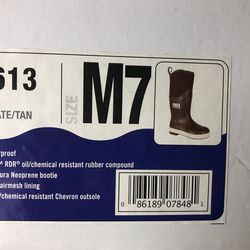 613
SIZE
M7
ATE/TAN
proof
RDR® oil/chemical resistant rubber compound
ura Neoprene bootie
airmesh lining
/chemical resistant Chevron outsole
0 86189 07848 1